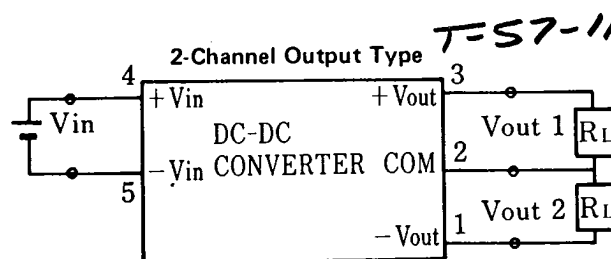 T=57-11
2-Channel Output Type
4
3
+Vin
+Vout
Vin
DC-DC
Vout 1
RL
CONVERTER
COM
2
-Vin
5
Vout 2
RL
1
-Vout